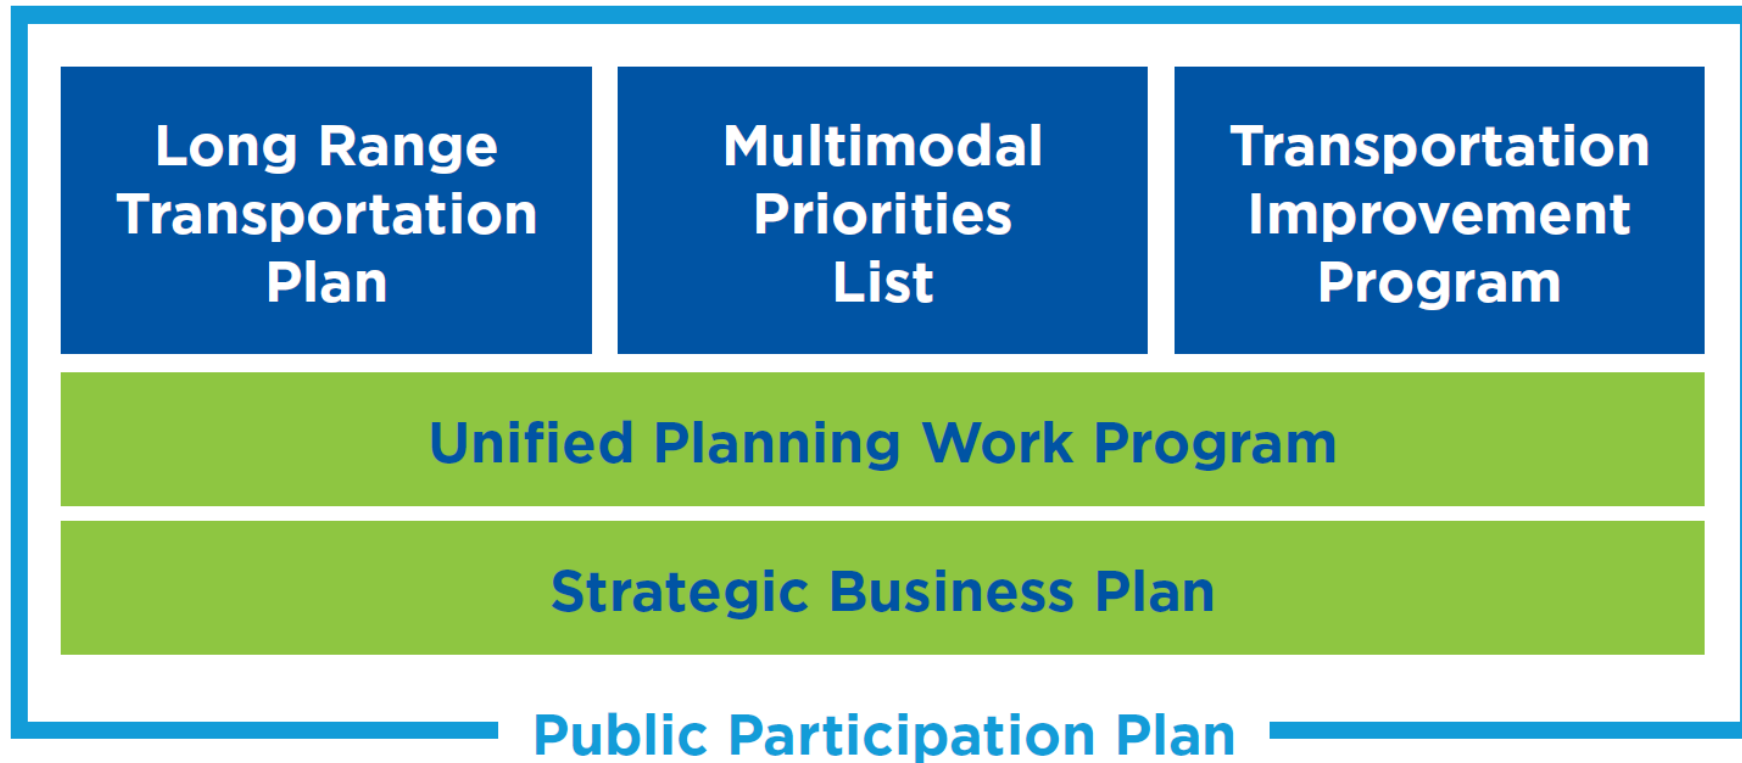 Long Range
Transportation
Plan
Multimodal
Priorities
List
Transportation
Improvement
Program
Unified Planning Work Program
Strategic Business Plan
Public Participation Plan